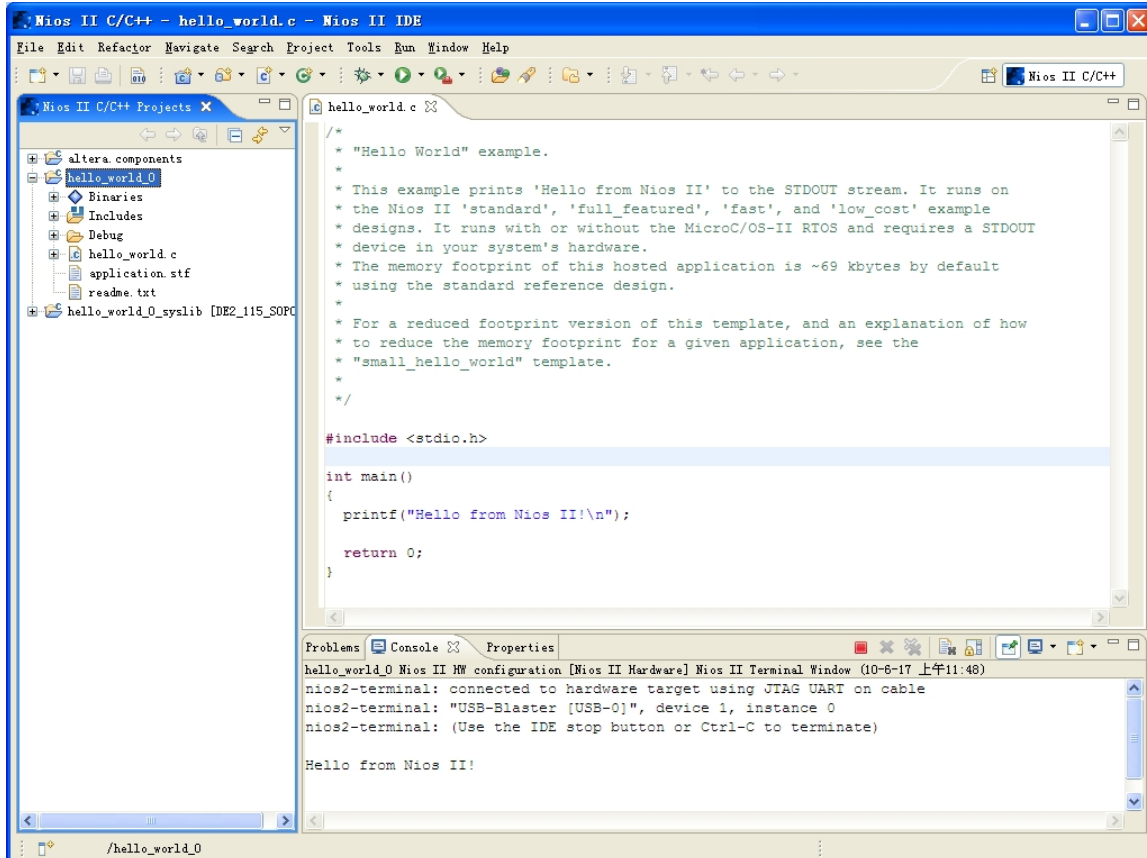 Nios II C/C++ - hello_world.c - Nios II IDE
File Edit Refactor Navigate Search Project Tools Run Window Help
Nios II C/C++
Nios II C/C++ Projects
altera.components
hello_world_0
Binaries
Includes
Debug
hello_world.c
application.stf
readme.txt
hello_world_0_syslib [DE2_115_SOPC
hello_world.c
/*
* "Hello World" example.
*
* This example prints 'Hello from Nios II' to the STDOUT stream. It runs on
* the Nios II 'standard', 'full_featured', 'fast', and 'low_cost' example
* designs. It runs with or without the MicroC/OS-II RTOS and requires a STDOUT
* device in your system's hardware.
* The memory footprint of this hosted application is ~69 kbytes by default
* using the standard reference design.
*
* For a reduced footprint version of this template, and an explanation of how
* to reduce the memory footprint for a given application, see the
* "small_hello_world" template.
*
*/
#include <stdio.h>
int main()
{
printf("Hello from Nios II!\n");
return 0;
}
Problems Console Properties
hello_world_0 Nios II HW configuration [Nios II Hardware] Nios II Terminal Window (10-6-17 上午11:48)
nios2-terminal: connected to hardware target using JTAG UART on cable
nios2-terminal: "USB-Blaster [USB-0]", device 1, instance 0
nios2-terminal: (Use the IDE stop button or Ctrl-C to terminate)
Hello from Nios II!
/hello_world_0